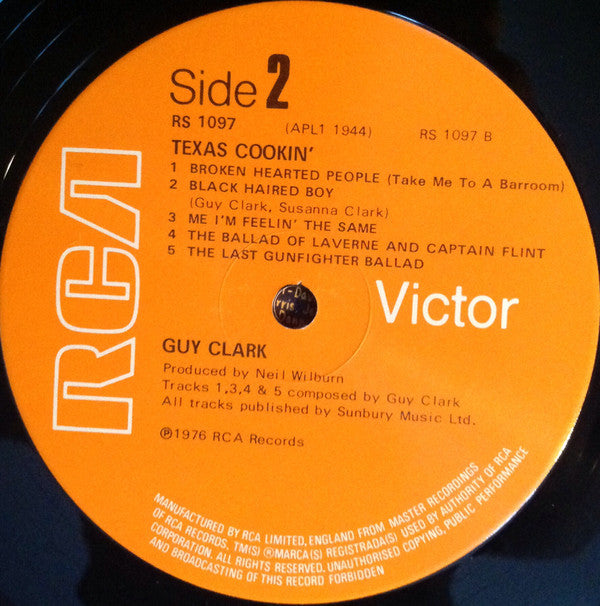 Side 2
RS 1097 (APL1 1944) RS 1097 B
TEXAS COOKIN'
1 BROKEN HEARTED PEOPLE (Take Me To A Barroom)
2 BLACK HAIRED BOY
(Guy Clark, Susanna Clark)
3 ME I'M FEELIN' THE SAME
4 THE BALLAD OF LAVERNE AND CAPTAIN FLINT
5 THE LAST GUNFIGHTER BALLAD
RCA
Victor
GUY CLARK
Produced by Neil Wilburn
Tracks 1,3,4 & 5 composed by Guy Clark
All tracks published by Sunbury Music Ltd.
℗1976 RCA Records
MANUFACTURED BY RCA LIMITED, ENGLAND FROM MASTER RECORDINGS
OF RCA RECORDS, TM(S) ®MARCA(S) REGISTRADA(S) USED BY AUTHORITY OF RCA
CORPORATION. ALL RIGHTS RESERVED. UNAUTHORISED COPYING, PUBLIC PERFORMANCE
AND BROADCASTING OF THIS RECORD FORBIDDEN